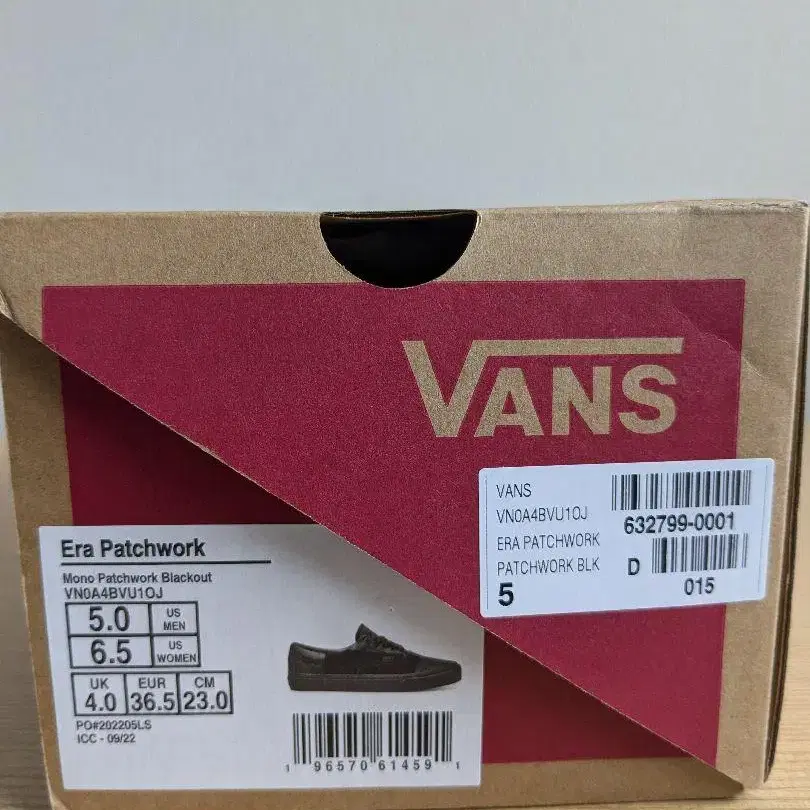 VANS
VANS
VN0A4BVU1OJ
ERA PATCHWORK
PATCHWORK BLK
5
632799-0001
D
015
Era Patchwork
Mono Patchwork Blackout
VN0A4BVU1OJ
5.0 US MEN
6.5 US WOMEN
UK EUR CM
4.0 36.5 23.0
PO#202205LS
ICC - 09/22
1 96570 61459 1